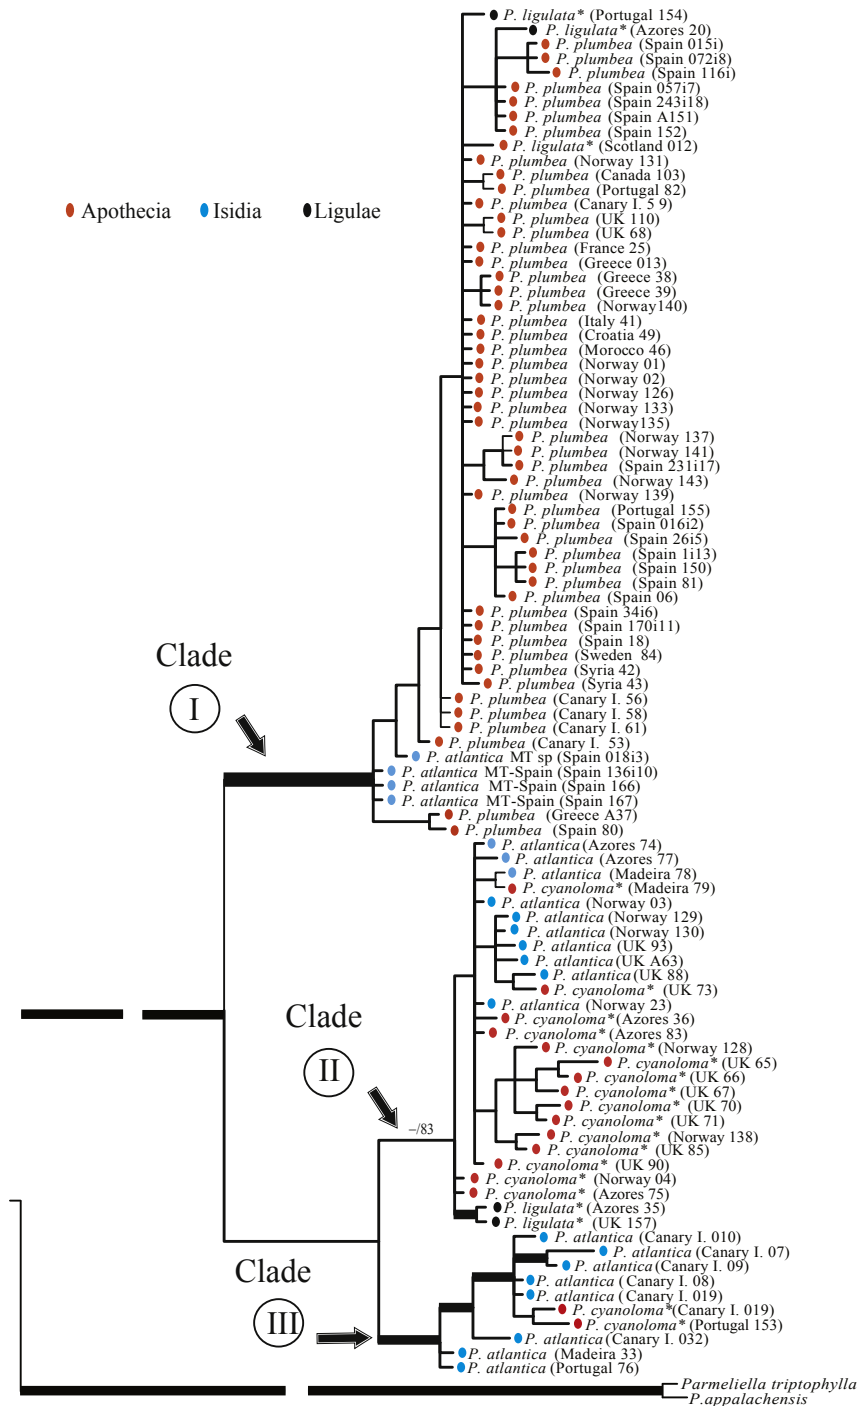 P. ligulata* (Portugal 154)
P. ligulata* (Azores 20)
P. plumbea (Spain 015i)
P. plumbea (Spain 072i8)
P. plumbea (Spain 116i)
P. plumbea (Spain 057i7)
P. plumbea (Spain 243i18)
P. plumbea (Spain A151)
P. plumbea (Spain 152)
P. ligulata* (Scotland 012)
P. plumbea (Norway 131)
P. plumbea (Canada 103)
P. plumbea (Portugal 82)
Apothecia Isidia Ligulae
P. plumbea (Canary I. 5 9)
P. plumbea (UK 110)
P. plumbea (UK 68)
P. plumbea (France 25)
P. plumbea (Greece 013)
P. plumbea (Greece 38)
P. plumbea (Greece 39)
P. plumbea (Norway140)
P. plumbea (Italy 41)
P. plumbea (Croatia 49)
P. plumbea (Morocco 46)
P. plumbea (Norway 01)
P. plumbea (Norway 02)
P. plumbea (Norway 126)
P. plumbea (Norway 133)
P. plumbea (Norway135)
P. plumbea (Norway 137)
P. plumbea (Norway 141)
P. plumbea (Spain 231i17)
P. plumbea (Norway 143)
P. plumbea (Norway 139)
P. plumbea (Portugal 155)
P. plumbea (Spain 016i2)
P. plumbea (Spain 26i5)
P. plumbea (Spain 1i13)
P. plumbea (Spain 150)
P. plumbea (Spain 81)
P. plumbea (Spain 06)
P. plumbea (Spain 34i6)
P. plumbea (Spain 170i11)
P. plumbea (Spain 18)
P. plumbea (Sweden 84)
P. plumbea (Syria 42)
P. plumbea (Syria 43)
Clade
I
P. plumbea (Canary I. 56)
P. plumbea (Canary I. 58)
P. plumbea (Canary I. 61)
P. plumbea (Canary I. 53)
P. atlantica MT sp (Spain 018i3)
P. atlantica MT-Spain (Spain 136i10)
P. atlantica MT-Spain (Spain 166)
P. atlantica MT-Spain (Spain 167)
P. plumbea (Greece A37)
P. plumbea (Spain 80)
P. atlantica (Azores 74)
P. atlantica (Azores 77)
P. atlantica (Madeira 78)
P. cyanoloma* (Madeira 79)
P. atlantica (Norway 03)
P. atlantica (Norway 129)
P. atlantica (Norway 130)
P. atlantica (UK 93)
P. atlantica (UK A63)
P. atlantica (UK 88)
P. cyanoloma* (UK 73)
P. atlantica (Norway 23)
P. cyanoloma* (Azores 36)
P. cyanoloma* (Azores 83)
Clade
II
P. cyanoloma* (Norway 128)
P. cyanoloma* (UK 65)
P. cyanoloma* (UK 66)
P. cyanoloma* (UK 67)
P. cyanoloma* (UK 70)
P. cyanoloma* (UK 71)
–/83
P. cyanoloma* (Norway 138)
P. cyanoloma* (UK 85)
P. cyanoloma* (UK 90)
P. cyanoloma* (Norway 04)
P. cyanoloma* (Azores 75)
P. ligulata* (Azores 35)
P. ligulata* (UK 157)
P. atlantica (Canary I. 010)
P. atlantica (Canary I. 07)
P. atlantica (Canary I. 09)
Clade
III
P. atlantica (Canary I. 08)
P. atlantica (Canary I. 019)
P. cyanoloma*(Canary I. 019)
P. cyanoloma* (Portugal 153)
P. atlantica (Canary I. 032)
P. atlantica (Madeira 33)
P. atlantica (Portugal 76)
Parmeliella triptophylla
P.appalachensis